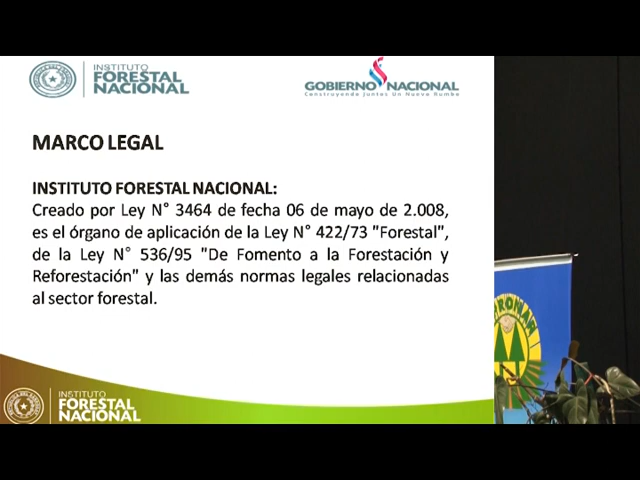 INSTITUTO
FORESTAL
NACIONAL
GOBIERNO NACIONAL
Construyendo Juntos Un Nuevo Rumbo
MARCO LEGAL
INSTITUTO FORESTAL NACIONAL:
Creado por Ley N° 3464 de fecha 06 de mayo de 2.008,
es el órgano de aplicación de la Ley N° 422/73 "Forestal",
de la Ley N° 536/95 "De Fomento a la Forestación y
Reforestación" y las demás normas legales relacionadas
al sector forestal.
INSTITUTO
FORESTAL
NACIONAL